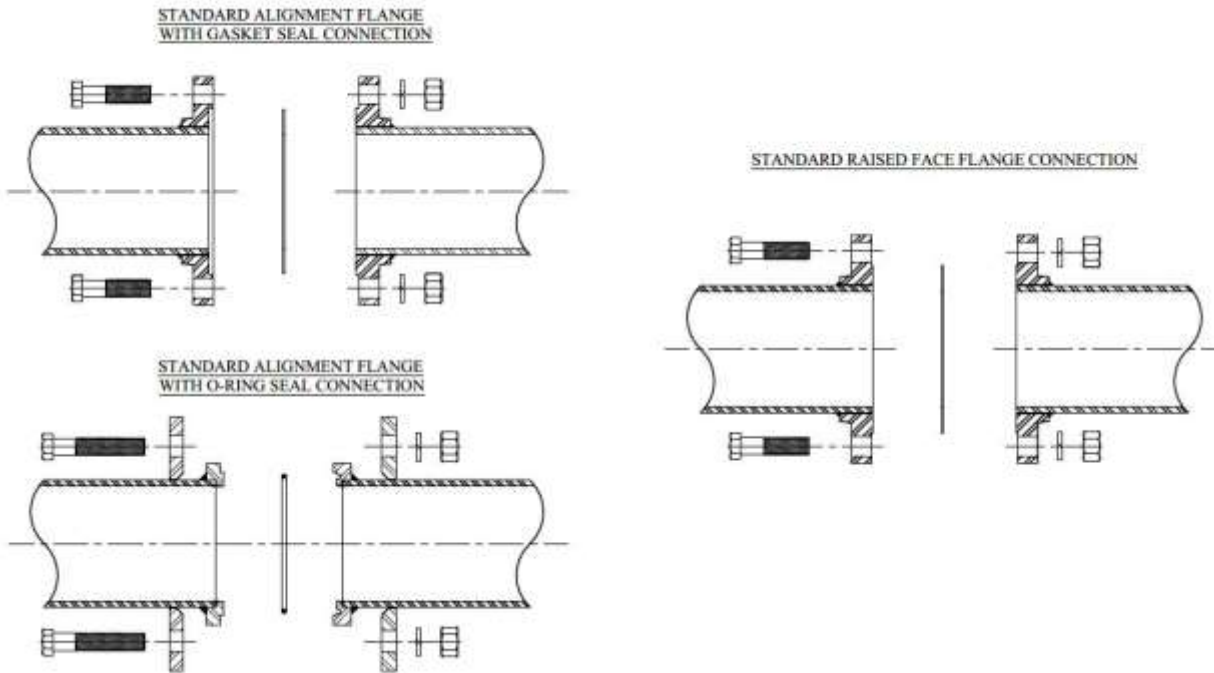 STANDARD ALIGNMENT FLANGE
WITH GASKET SEAL CONNECTION
STANDARD RAISED FACE FLANGE CONNECTION
STANDARD ALIGNMENT FLANGE
WITH O-RING SEAL CONNECTION